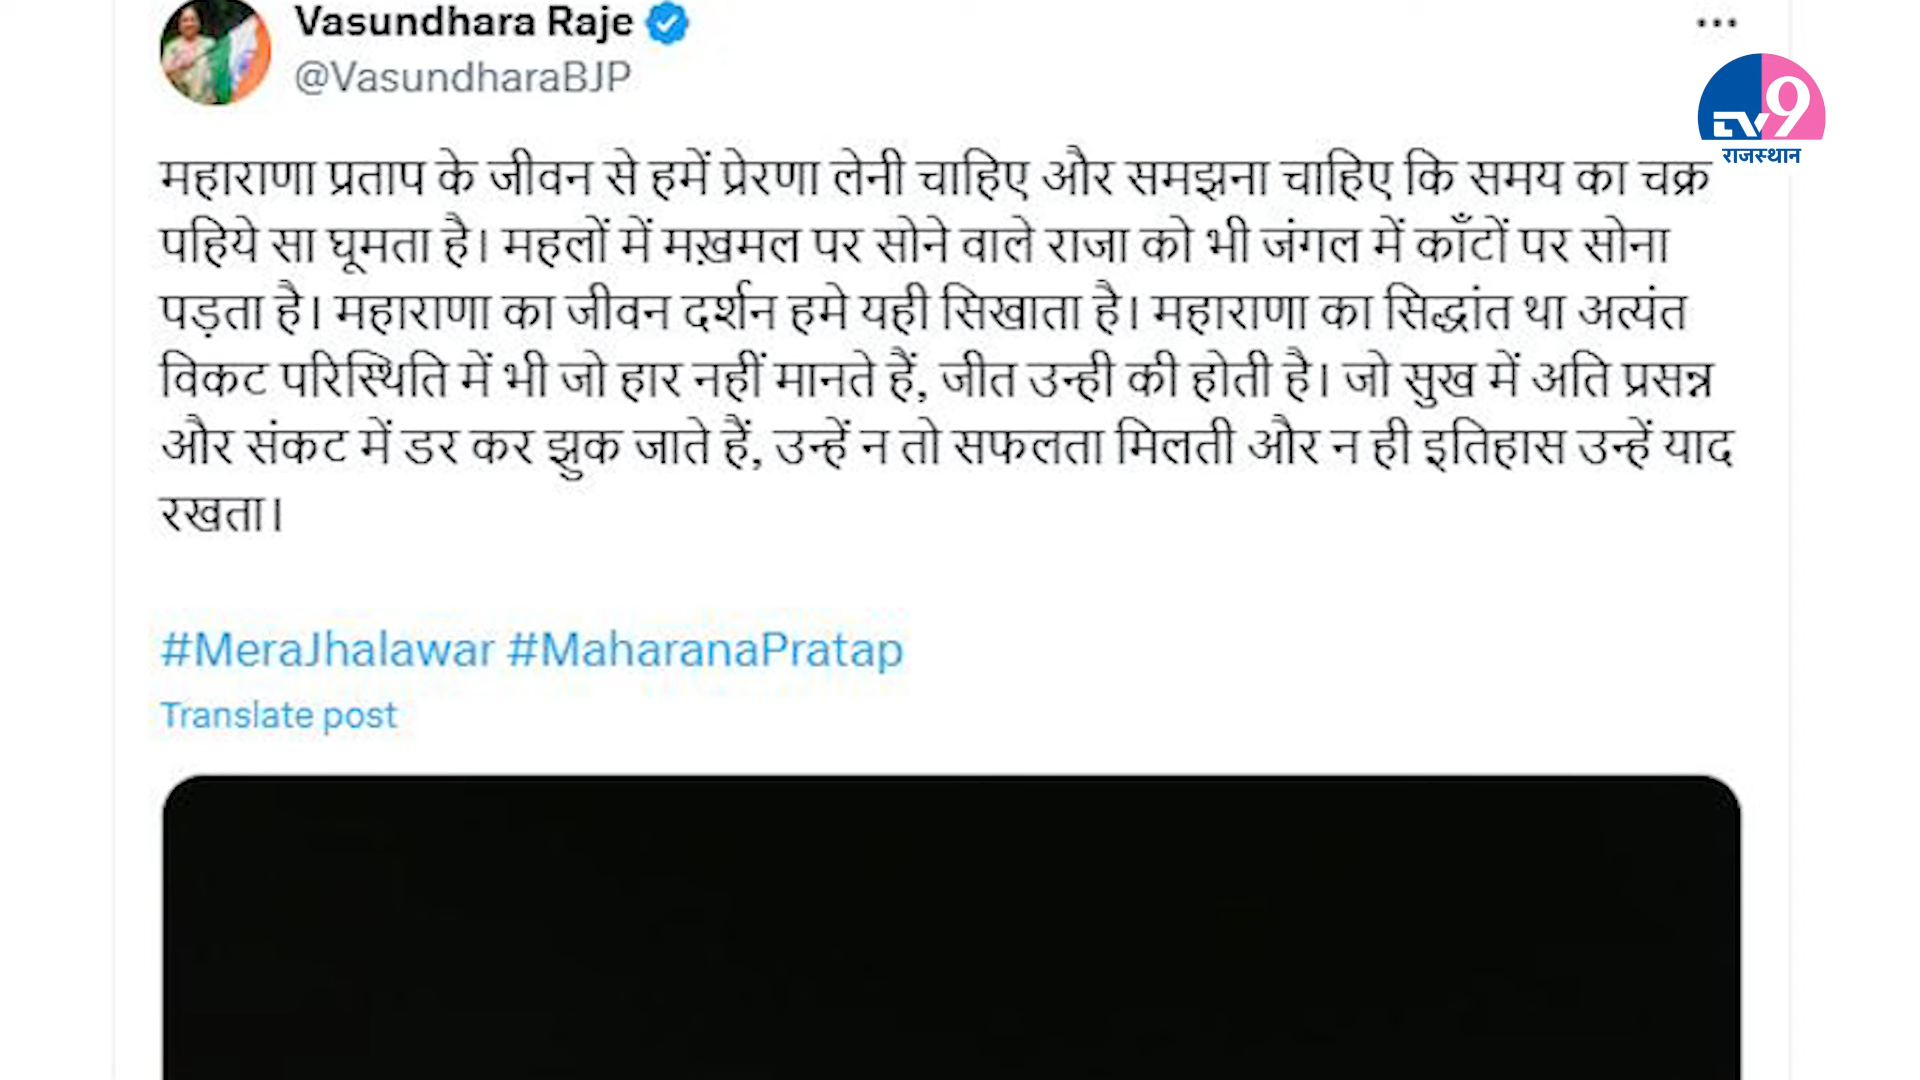 Vasundhara Raje
@VasundharaBJP
TV9
राजस्थान
महाराणा प्रताप के जीवन से हमें प्रेरणा लेनी चाहिए और समझना चाहिए कि समय का चक्र
पहिये सा घूमता है। महलों में मख़मल पर सोने वाले राजा को भी जंगल में काँटों पर सोना
पड़ता है। महाराणा का जीवन दर्शन हमे यही सिखाता है। महाराणा का सिद्धांत था अत्यंत
विकट परिस्थिति में भी जो हार नहीं मानते हैं, जीत उन्ही की होती है। जो सुख में अति प्रसन्न
और संकट में डर कर झुक जाते हैं, उन्हें न तो सफलता मिलती और न ही इतिहास उन्हें याद
रखता।
#MeraJhalawar #MaharanaPratap
Translate post